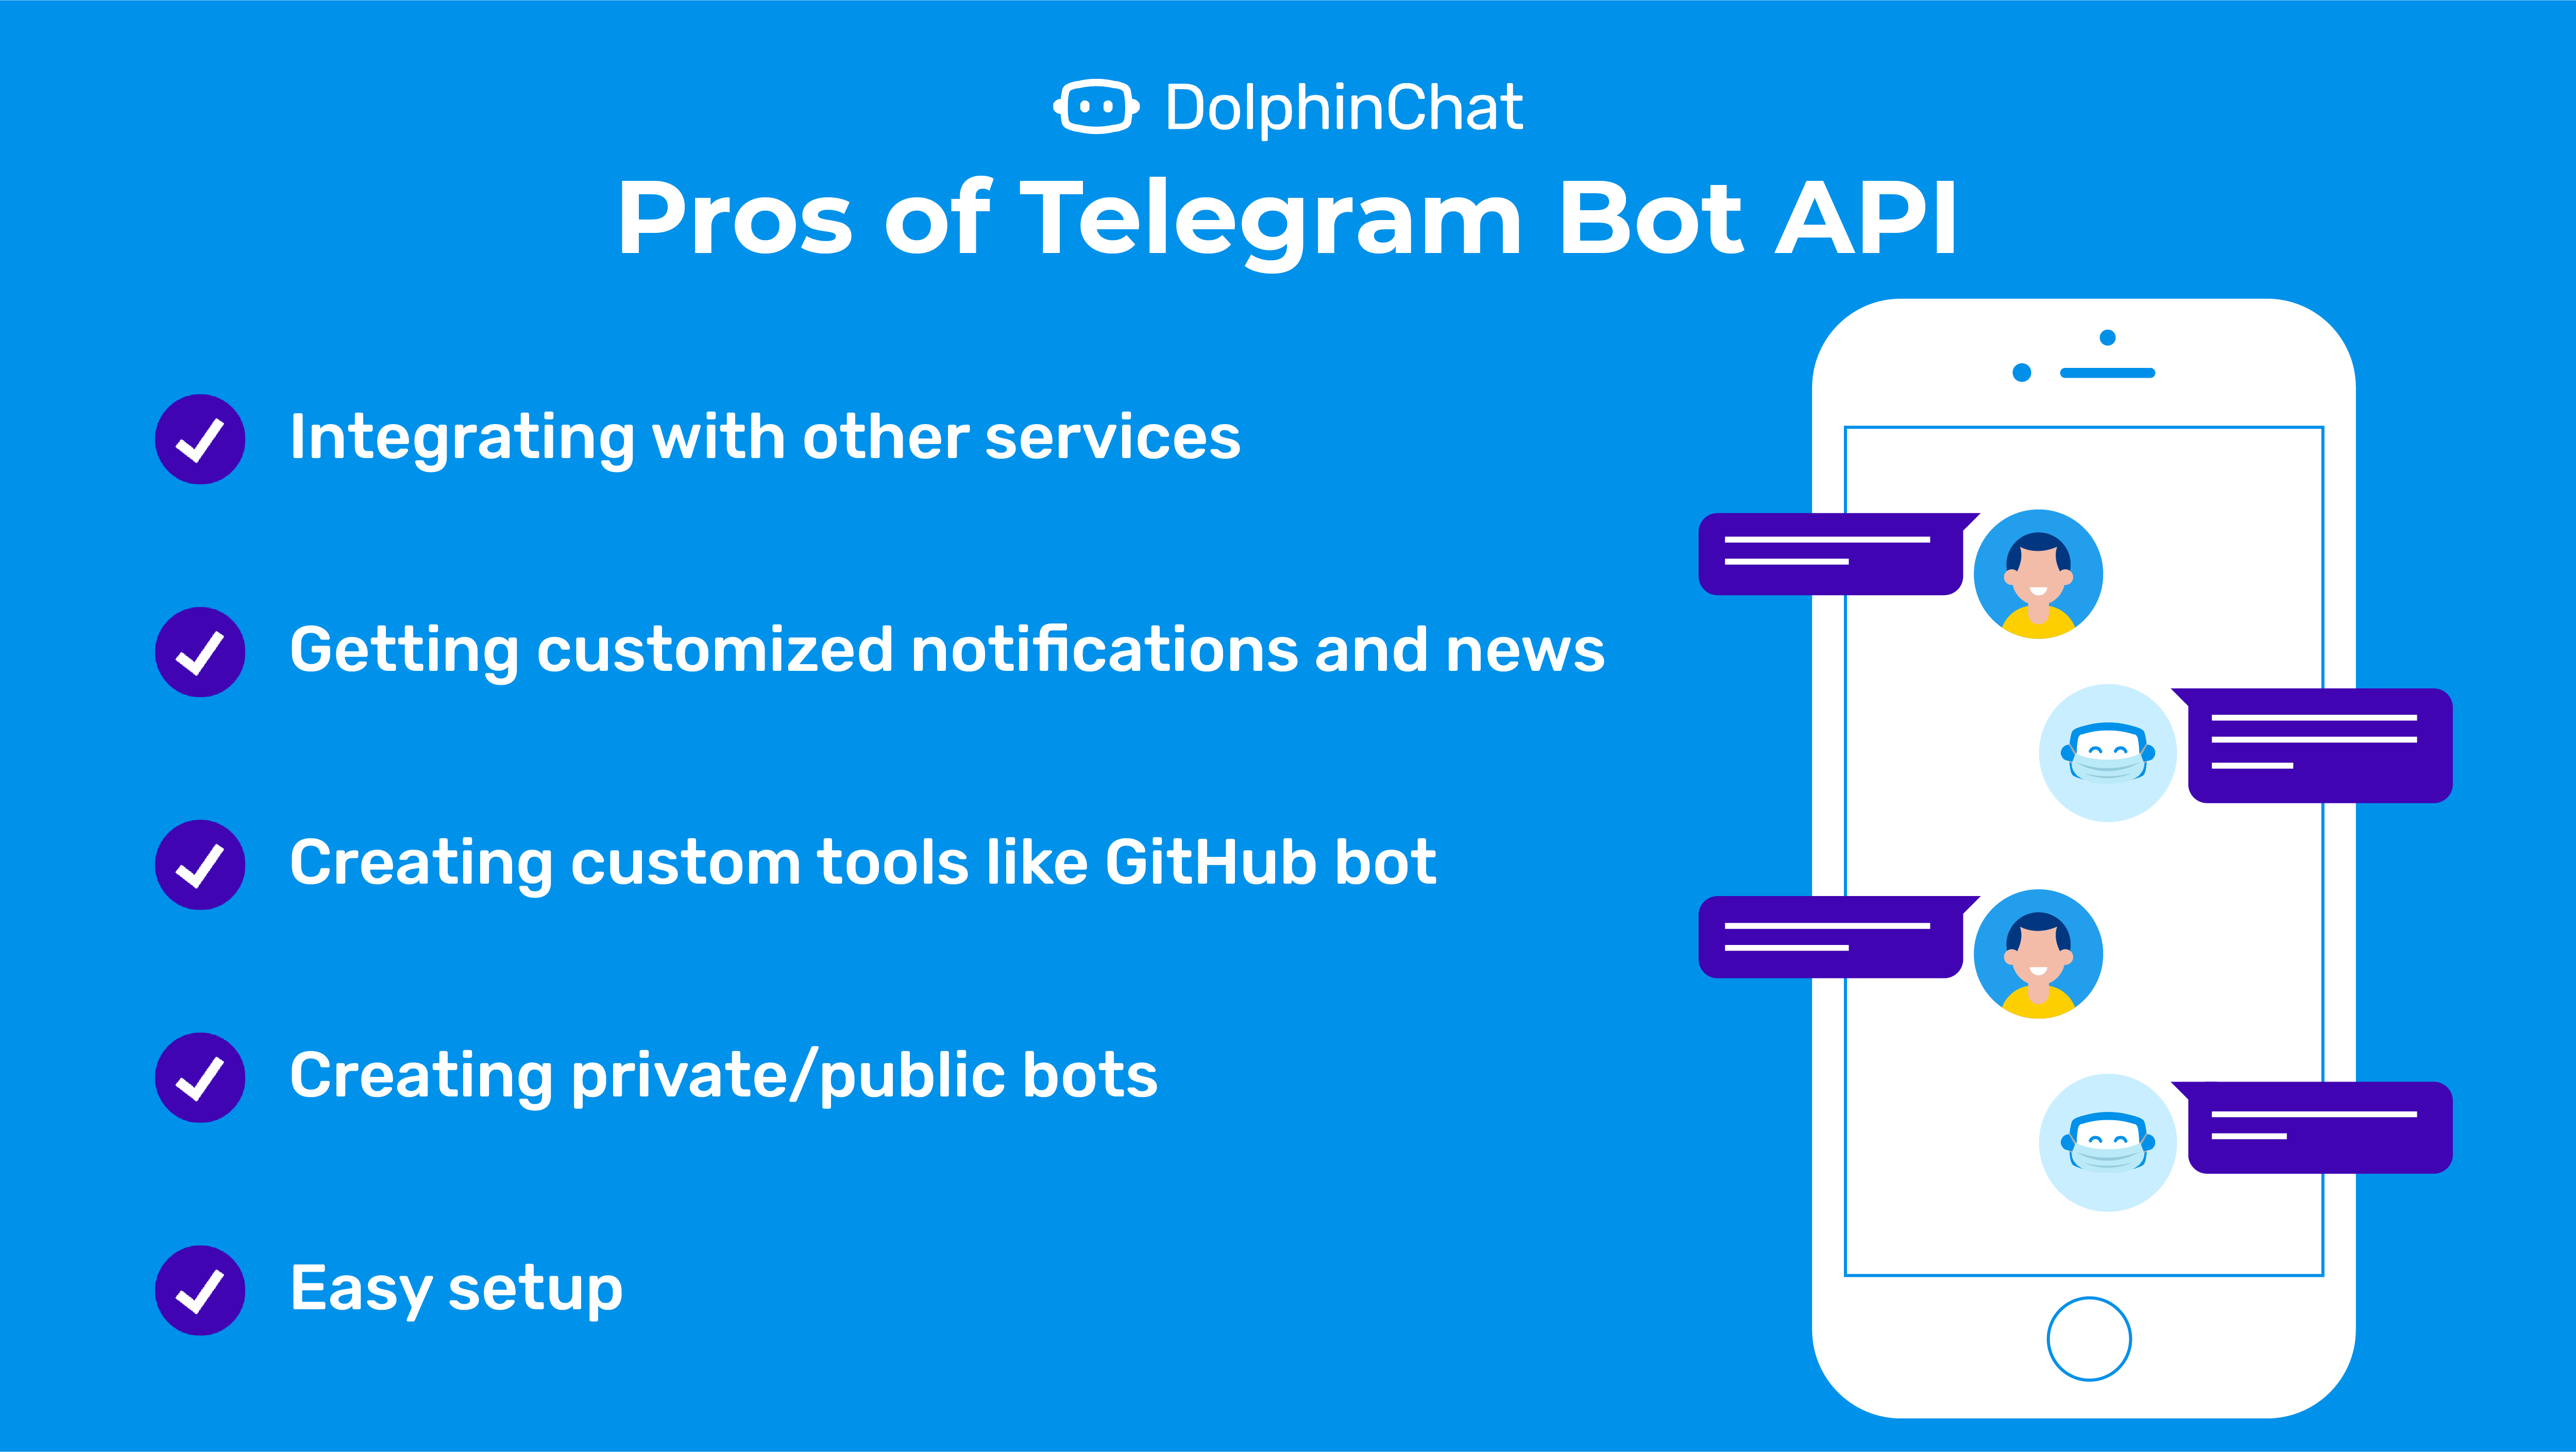 DolphinChat
Pros of Telegram Bot API
Integrating with other services
Getting customized notifications and news
Creating custom tools like GitHub bot
Creating private/public bots
Easy setup